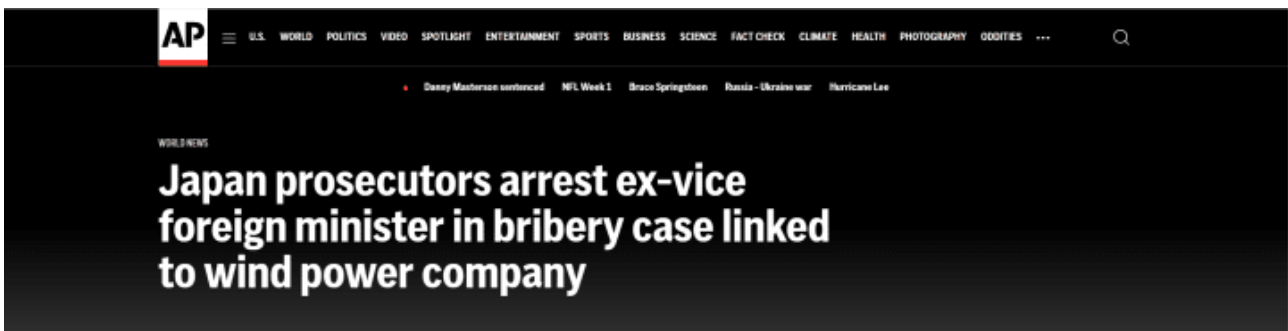 AP U.S. WORLD POLITICS VIDEO SPOTLIGHT ENTERTAINMENT SPORTS BUSINESS SCIENCE FACT CHECK CLIMATE HEALTH PHOTOGRAPHY ODDITIES ...
Danny Masterson sentenced NFL Week 1 Bruce Springsteen Russia - Ukraine war Hurricane Lee
WORLD NEWS
Japan prosecutors arrest ex-vice
foreign minister in bribery case linked
to wind power company